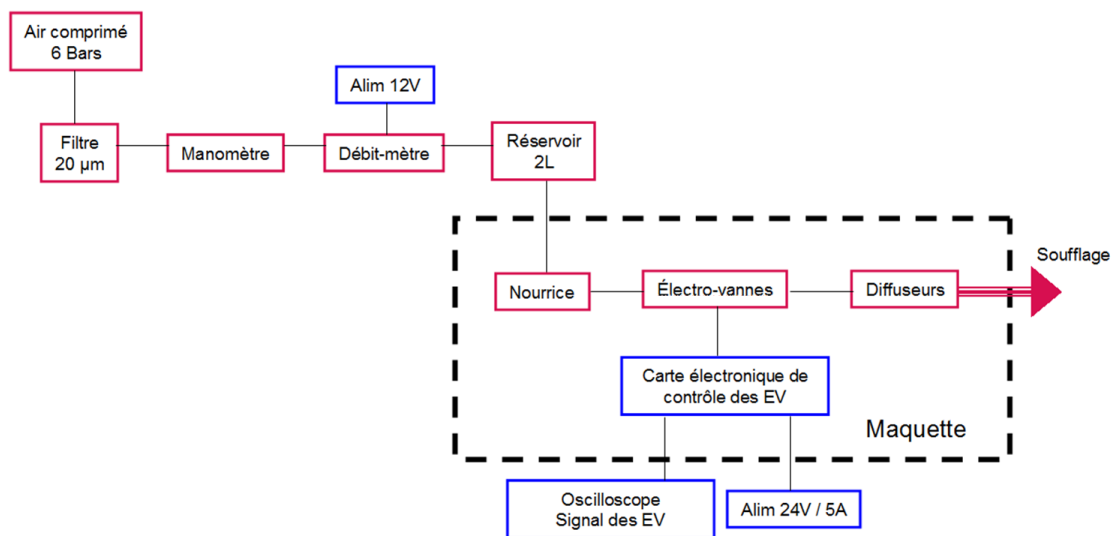 Air comprimé
6 Bars
Alim 12V
Filtre
20 µm
Manomètre
Débit-mètre
Réservoir
2L
Soufflage
Nourrice
Électro-vannes
Diffuseurs
Carte électronique de
contrôle des EV
Maquette
Oscilloscope
Signal des EV
Alim 24V / 5A